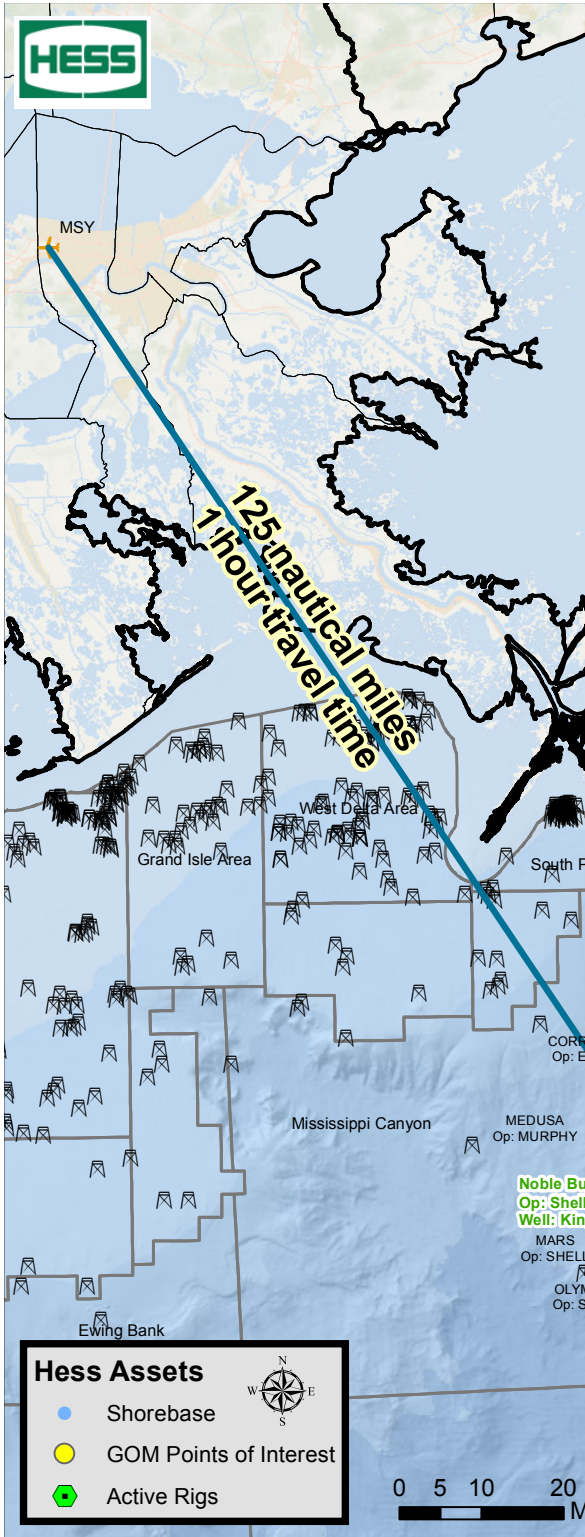 HESS
MSY
125 nautical miles
1 hour travel time
West Delta Area
Grand Isle Area
South P
CORR
Op: E
Mississippi Canyon
MEDUSA
Op: MURPHY
Noble Bu
Op: Shell
Well: Kin
MARS
Op: SHELL
OLYM
Op: S
Ewing Bank
Hess Assets
N
W E
S
Shorebase
GOM Points of Interest
Active Rigs
0 5 10 20
M